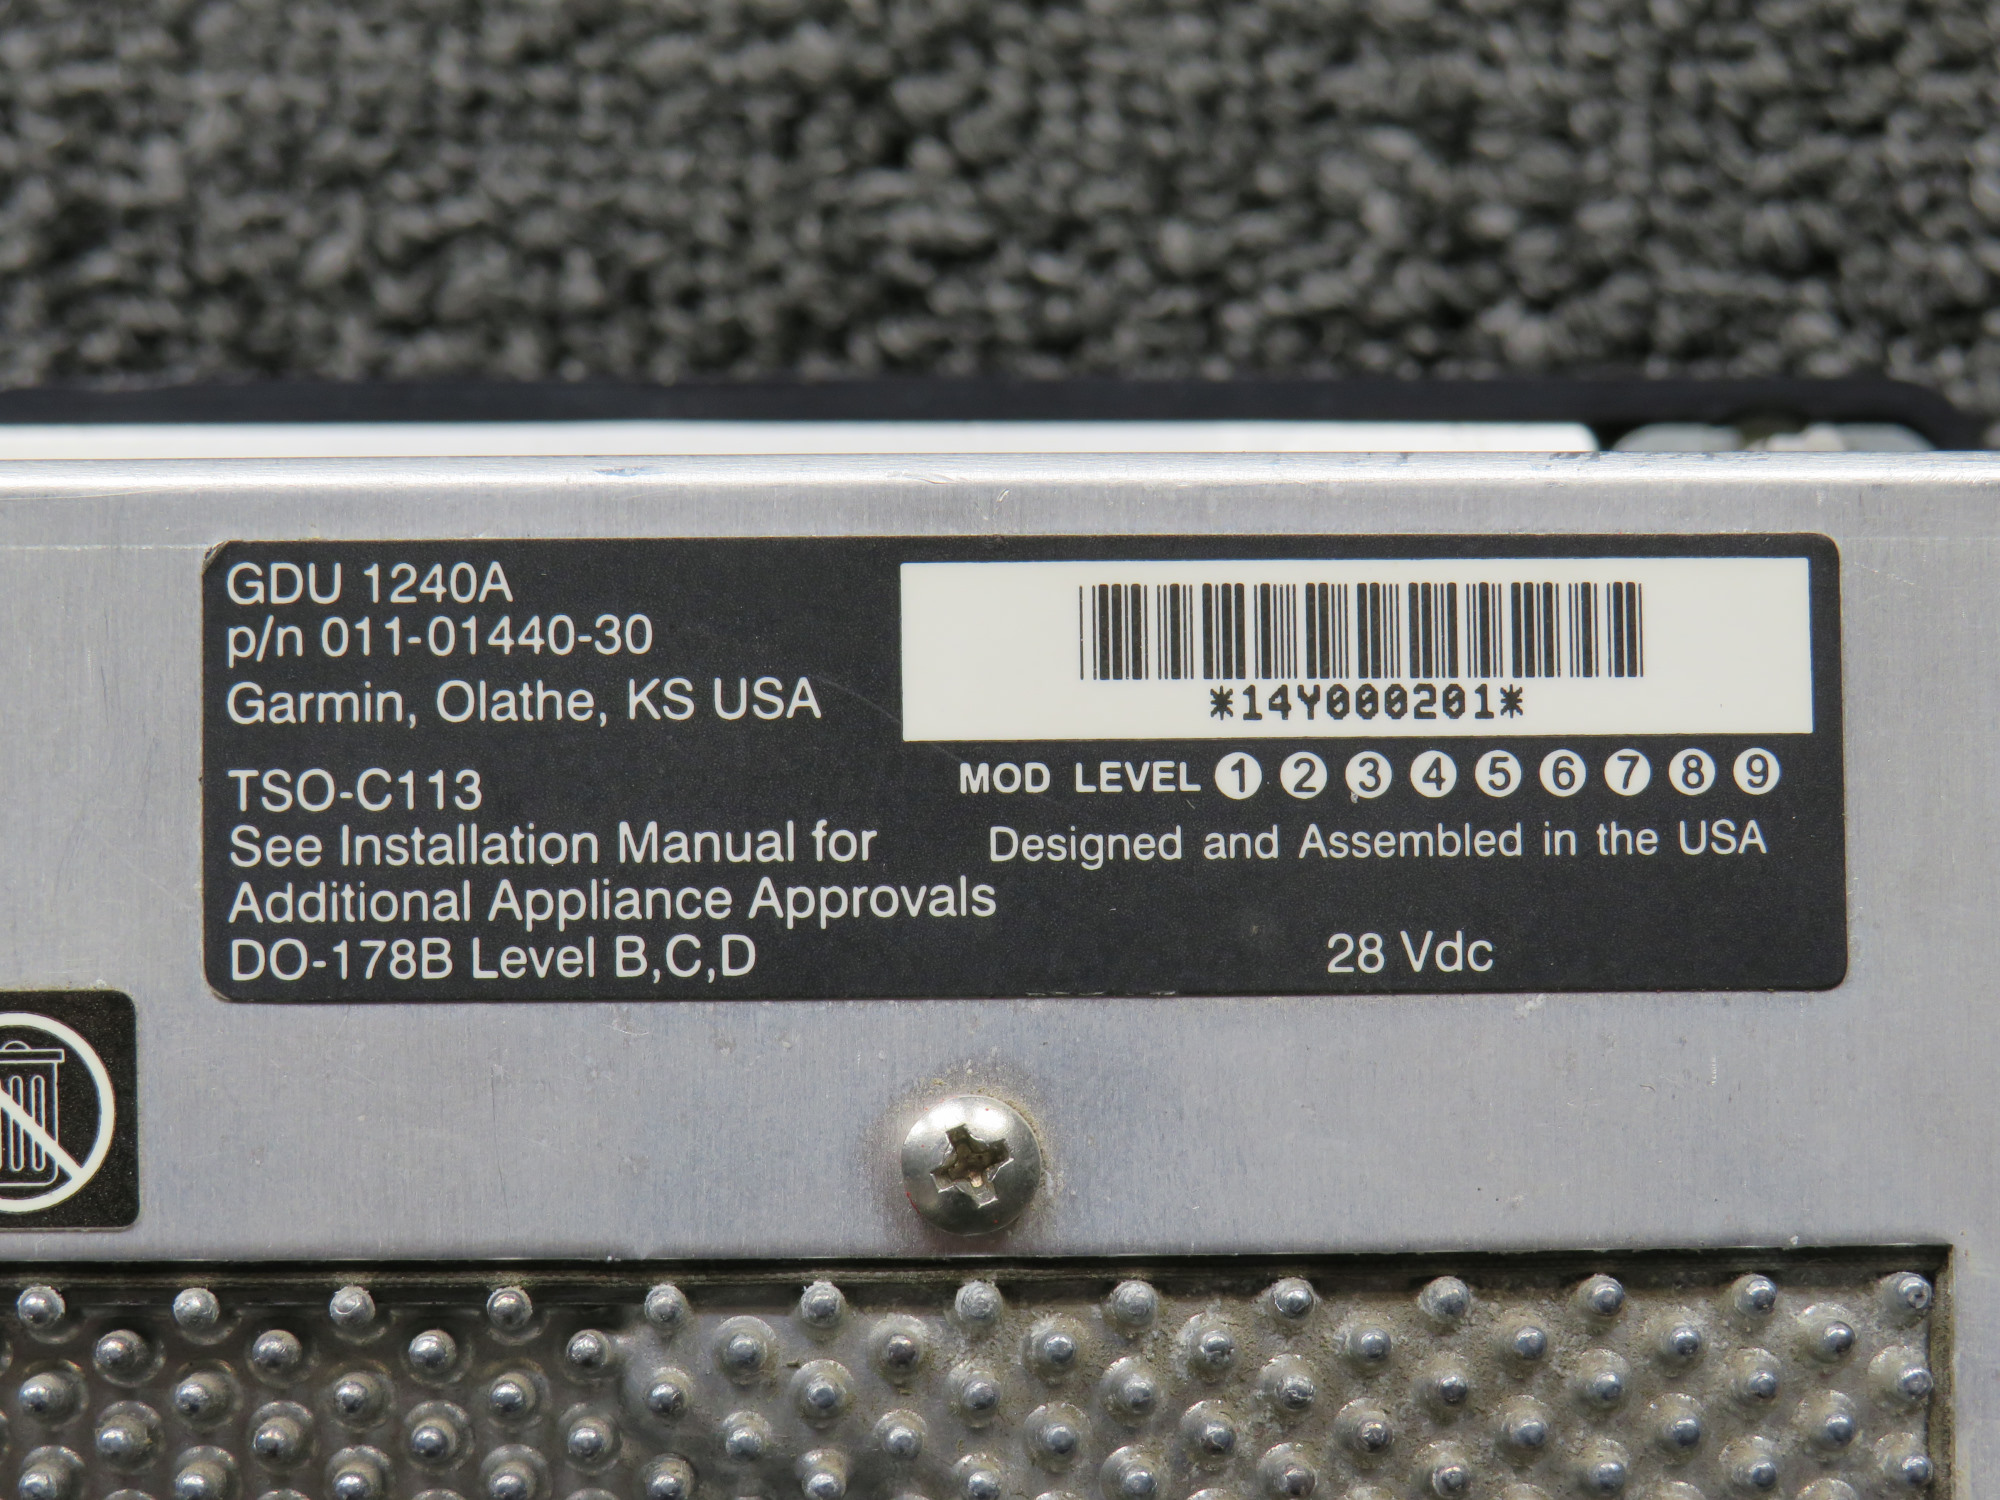 GDU 1240A
p/n 011-01440-30
Garmin, Olathe, KS USA
TSO-C113
See Installation Manual for
Additional Appliance Approvals
DO-178B Level B,C,D
*14Y000201*
MOD LEVEL 1 2 3 4 5 6 7 8 9
Designed and Assembled in the USA
28 Vdc